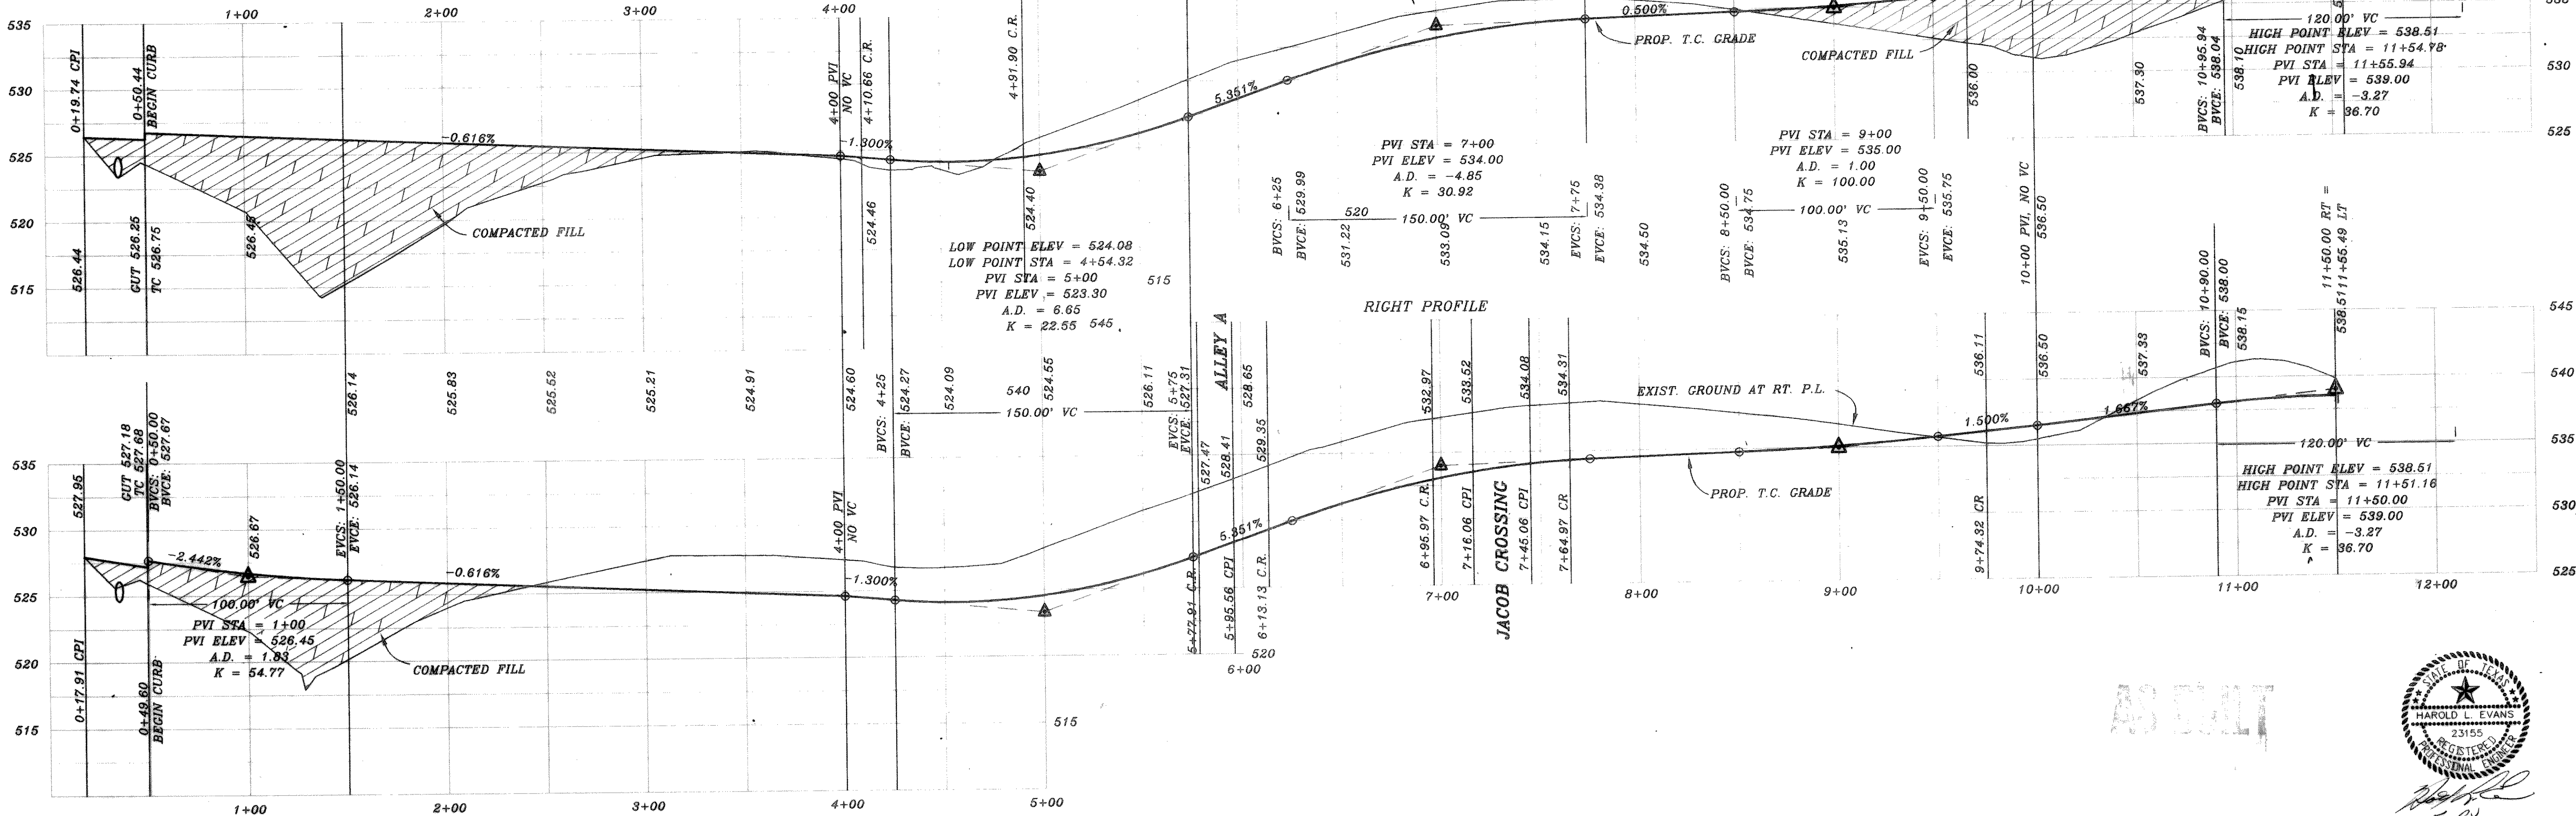 1+00 2+00 3+00 4+00
535
530
525
520
515
0+19.74 CPI
0+50.44
BEGIN CURB
-0.616%
4+00 PVI
NO VC
4+10.66 C.R.
-1.300%
4+91.90 C.R.
5.351%
0.500%
PROP. T.C. GRADE
COMPACTED FILL
536.00
537.30
BVCS: 10+95.94
BVCE: 538.04
538.10
120.00' VC
HIGH POINT ELEV = 538.51
HIGH POINT STA = 11+54.78
PVI STA = 11+55.94
PVI ELEV = 539.00
A.D. = -3.27
K = 36.70
530
525
526.44
GUT 526.25
TC 526.75
526.45
COMPACTED FILL
524.46
524.40
LOW POINT ELEV = 524.08
LOW POINT STA = 4+54.32
PVI STA = 5+00
PVI ELEV = 523.30
A.D. = 6.65
K = 22.55
545
515
PVI STA = 7+00
PVI ELEV = 534.00
A.D. = -4.85
K = 30.92
BVCS: 6+25
BVCE: 529.99
520
150.00' VC
531.22
533.09
534.15
EVCS: 7+75
EVCE: 534.38
534.50
PVI STA = 9+00
PVI ELEV = 535.00
A.D. = 1.00
K = 100.00
BVCS: 8+50.00
BVCE: 534.75
100.00' VC
535.13
EVCS: 9+50.00
EVCE: 535.75
10+00 PVI, NO VC
536.50
11+50.00 RT =
11+55.49 LT
538.51
RIGHT PROFILE
526.14
525.83
525.52
525.21
524.91
524.60
BVCS: 4+25
BVCE: 524.27
524.09
540
524.55
150.00' VC
526.11
EVCS: 5+75
EVCE: 527.31
527.47
ALLEY A
528.41
528.65
529.35
532.97
533.52
534.08
534.31
EXIST. GROUND AT RT. P.L.
536.11
536.50
537.33
BVCS: 10+90.00
BVCE: 538.00
538.15
545
540
535
530
525
1.500%
1.667%
120.00' VC
HIGH POINT ELEV = 538.51
HIGH POINT STA = 11+51.16
PVI STA = 11+50.00
PVI ELEV = 539.00
A.D. = -3.27
K = 36.70
535
530
525
520
515
527.95
GUT 527.18
TC 527.68
BVCS: 0+50.00
BVCE: 527.67
-2.442%
526.67
EVCS: 1+50.00
EVCE: 526.14
-0.616%
100.00' VC
PVI STA = 1+00
PVI ELEV = 526.45
A.D. = 1.83
K = 54.77
COMPACTED FILL
0+17.91 CPI
0+49.60
BEGIN CURB
4+00 PVI
NO VC
-1.300%
5.351%
5+77.91 C.R.
5+95.56 CPI
6+13.13 C.R.
520
6+00
515
6+95.97 C.R.
7+16.06 CPI
JACOB CROSSING
7+45.06 CPI
7+64.97 CR
PROP. T.C. GRADE
9+74.32 CR
7+00 8+00 9+00 10+00 11+00 12+00
1+00 2+00 3+00 4+00 5+00
AS BUILT
STATE OF TEXAS
HAROLD L. EVANS
23155
REGISTERED
PROFESSIONAL ENGINEER